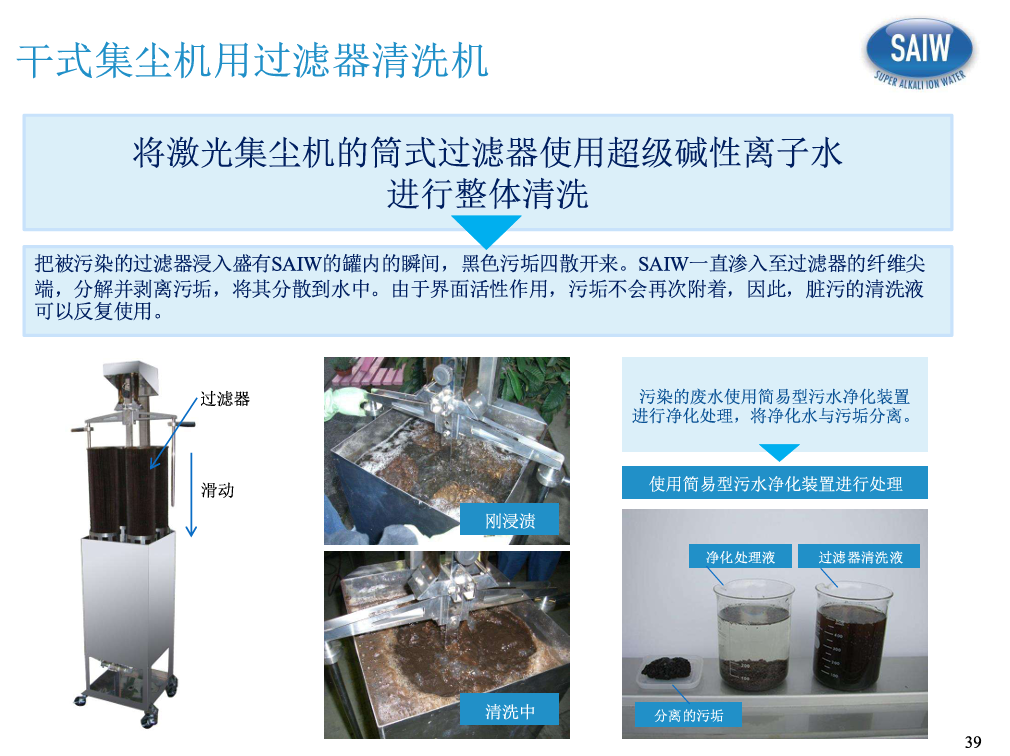 干式集尘机用过滤器清洗机
SAIW
SUPER ALKALI ION WATER
将激光集尘机的筒式过滤器使用超级碱性离子水
进行整体清洗
把被污染的过滤器浸入盛有SAIW的罐内的瞬间，黑色污垢四散开来。SAIW一直渗入至过滤器的纤维尖
端，分解并剥离污垢，将其分散到水中。由于界面活性作用，污垢不会再次附着，因此，脏污的清洗液
可以反复使用。
过滤器
滑动
刚浸渍
清洗中
污染的废水使用简易型污水净化装置
进行净化处理，将净化水与污垢分离。
使用简易型污水净化装置进行处理
净化处理液
过滤器清洗液
分离的污垢
39